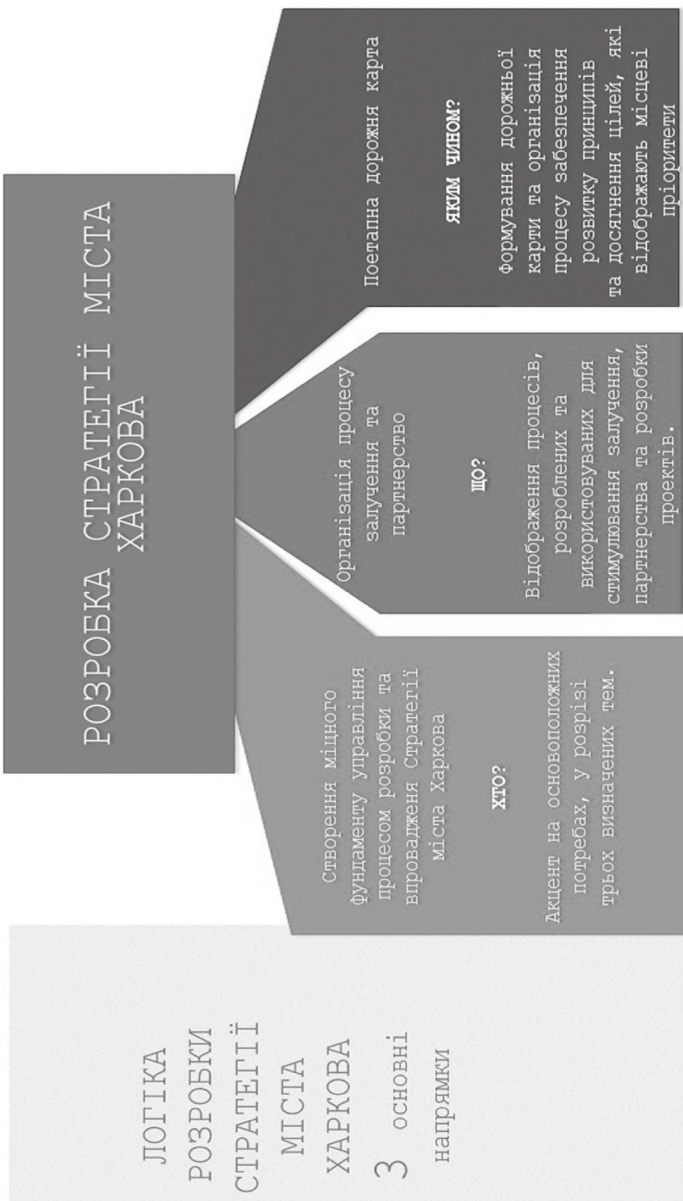 ЛОГІКА
РОЗРОБКИ
СТРАТЕГІЇ
МІСТА
ХАРКОВА
3 основні
напрямки
РОЗРОБКА СТРАТЕГІЇ МІСТА
ХАРКОВА
Створення міцного
фундаменту управління
процесом розробки та
впровадженя Стратегії
міста Харкова
ХТО?
Акцент на основоположних
потребах, у розрізі
трьох визначених тем.
Організація процесу
залучення та
партнерство
ЩО?
Відображення процесів,
розроблених та
використовуваних для
стимулювання залучення,
партнерства та розробки
проектів.
Поетапна дорожня карта
ЯКИМ ЧИНОМ?
Формування дорожньої
карти та організація
процесу забезпечення
розвитку принципів
та досягнення цілей, які
відображають місцеві
пріоритети